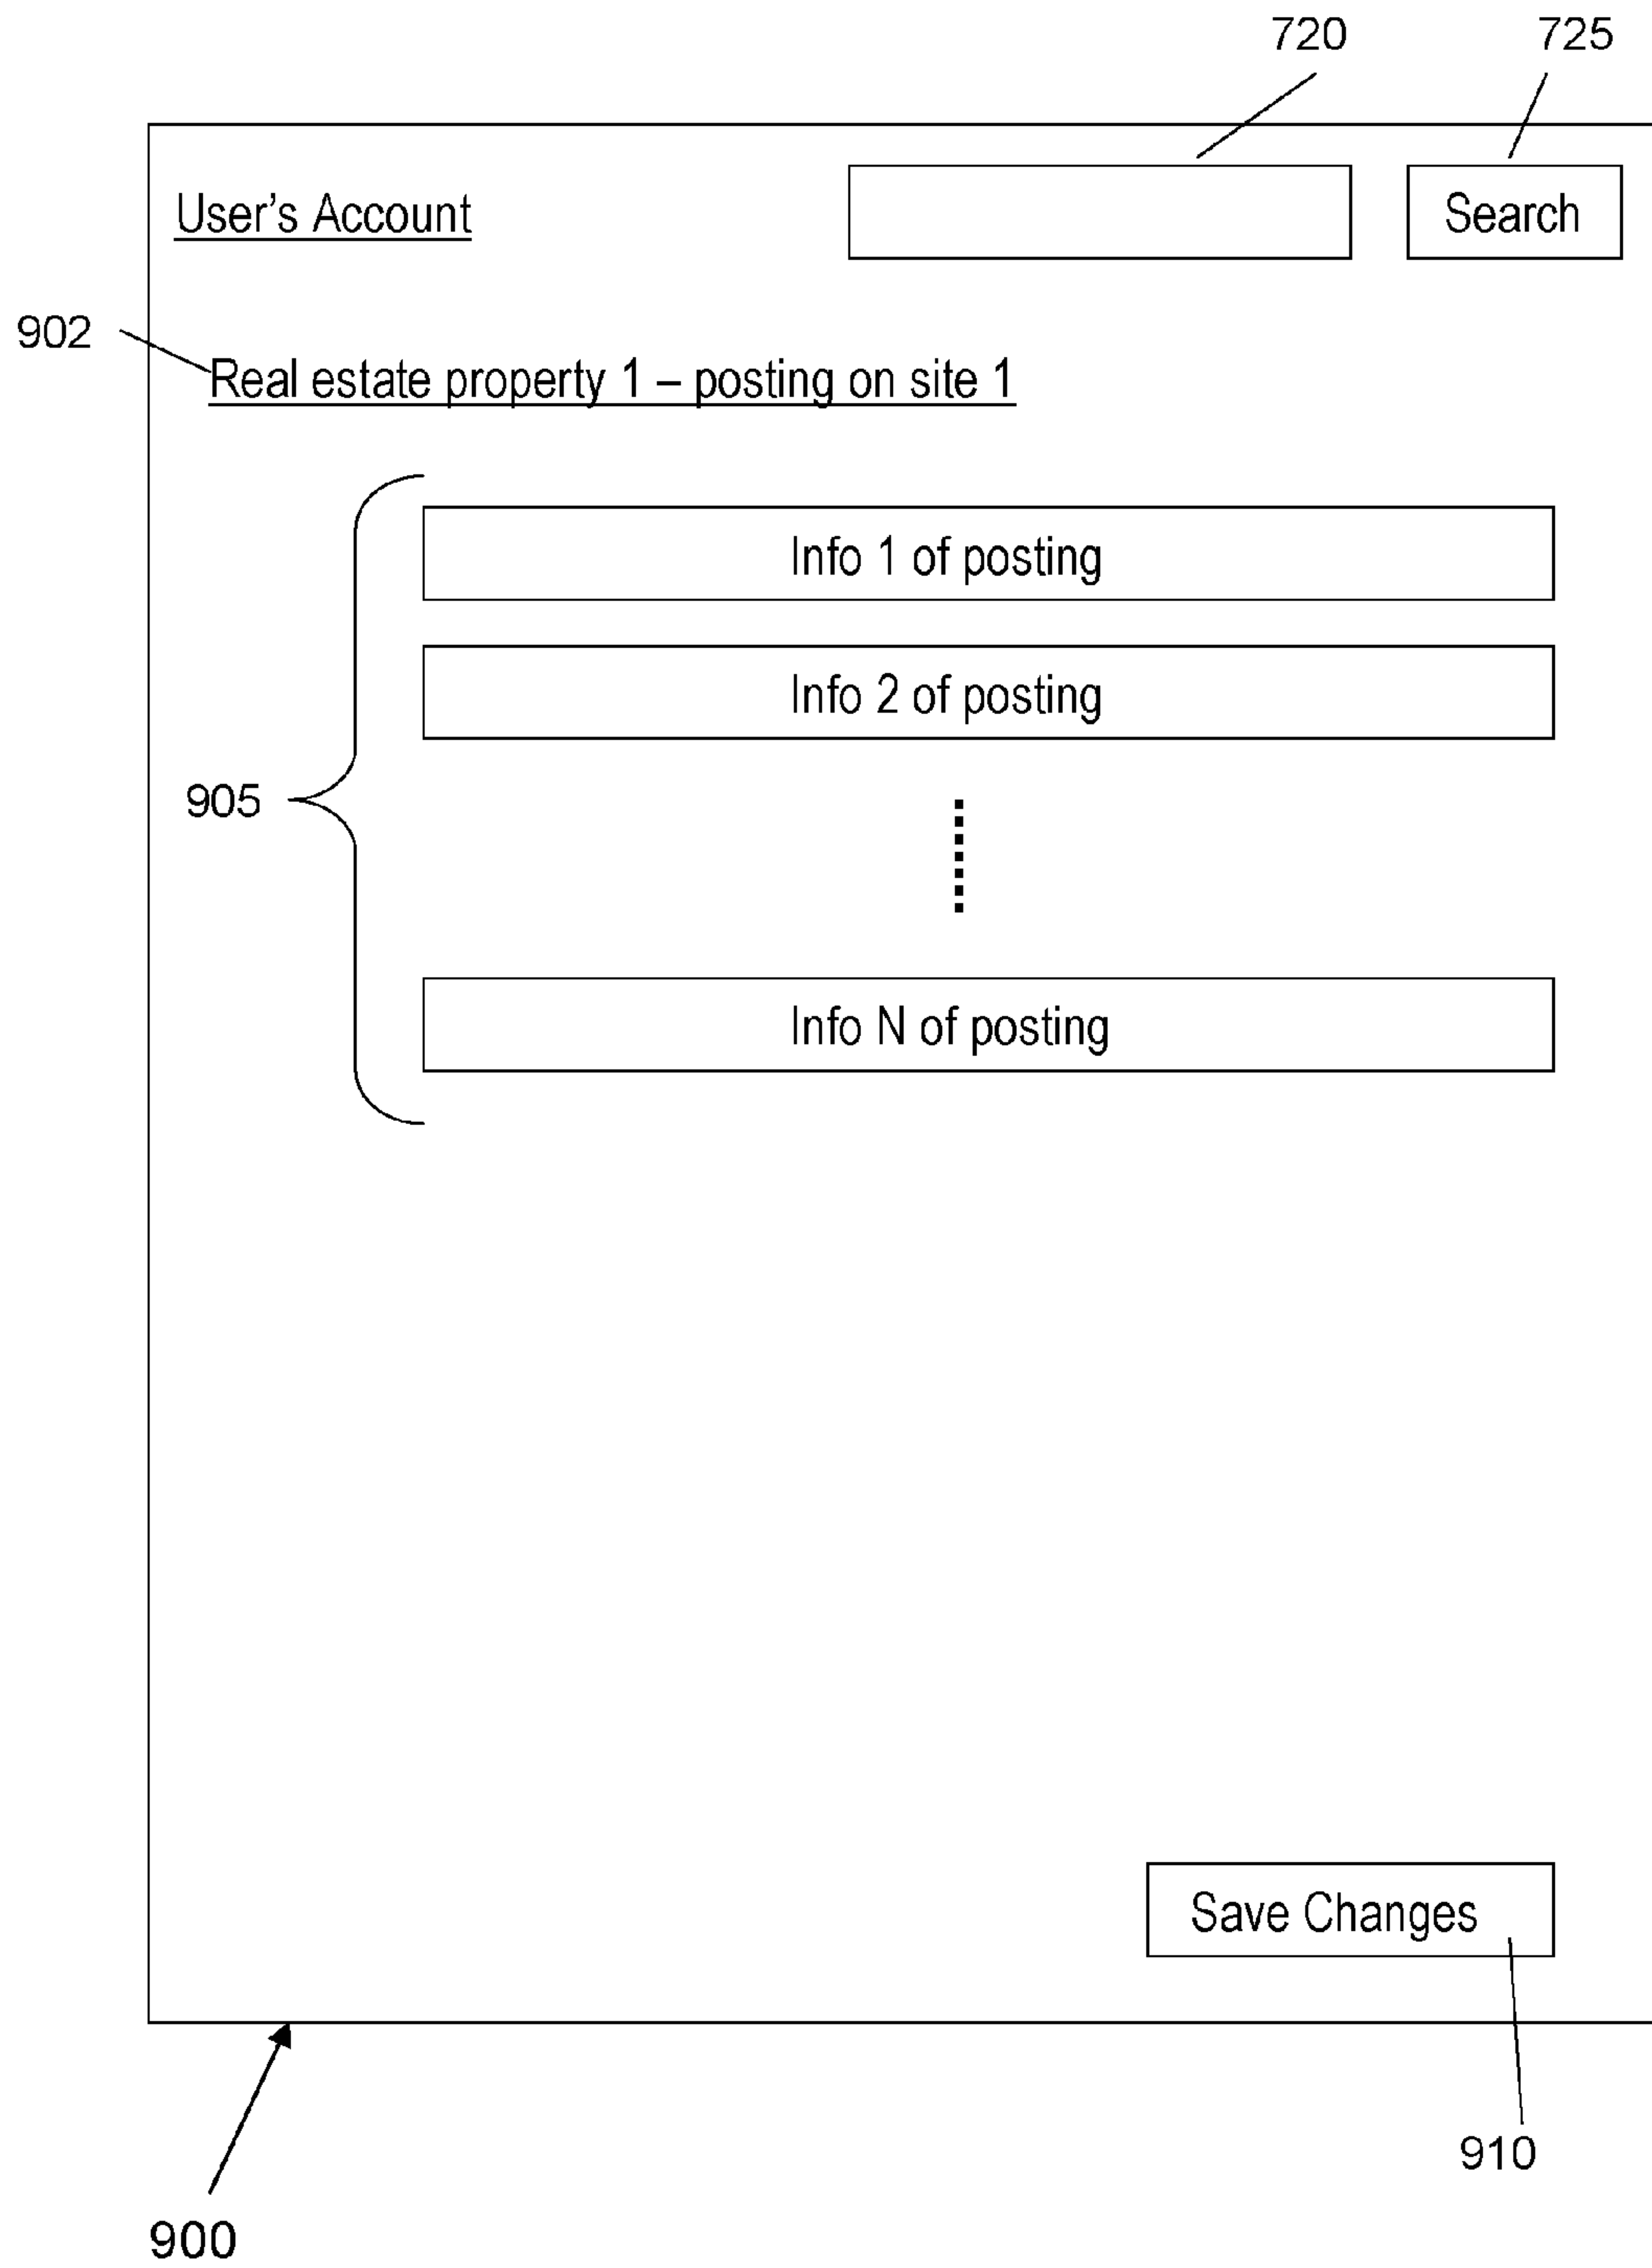 720 725
User's Account Search
902
Real estate property 1 – posting on site 1
Info 1 of posting
Info 2 of posting
905
Info N of posting
Save Changes
910
900